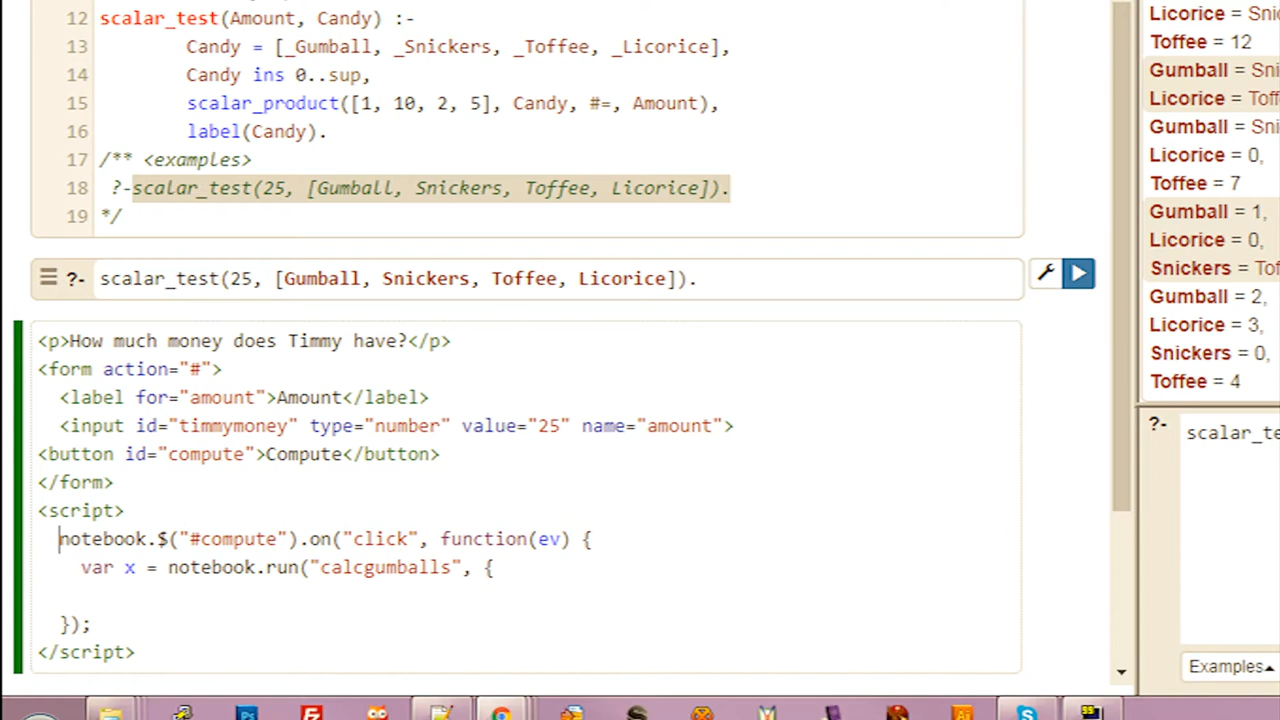 12 scalar_test(Amount, Candy) :-
13 Candy = [_Gumball, _Snickers, _Toffee, _Licorice],
14 Candy ins 0..sup,
15 scalar_product([1, 10, 2, 5], Candy, #=, Amount),
16 label(Candy).
17 /** <examples>
18 ?-scalar_test(25, [Gumball, Snickers, Toffee, Licorice]).
19 */
?- scalar_test(25, [Gumball, Snickers, Toffee, Licorice]).
<p>How much money does Timmy have?</p>
<form action="#">
<label for="amount">Amount</label>
<input id="timmymoney" type="number" value="25" name="amount">
<button id="compute">Compute</button>
</form>
<script>
notebook.$("#compute").on("click", function(ev) {
var x = notebook.run("calcgumballs", {
});
</script>
Licorice = Snic
Toffee = 12
Gumball = Sni
Licorice = Toff
Gumball = Sni
Licorice = 0,
Toffee = 7
Gumball = 1,
Licorice = 0,
Snickers = Tof
Gumball = 2,
Licorice = 3,
Snickers = 0,
Toffee = 4
?- scalar_te
Examples